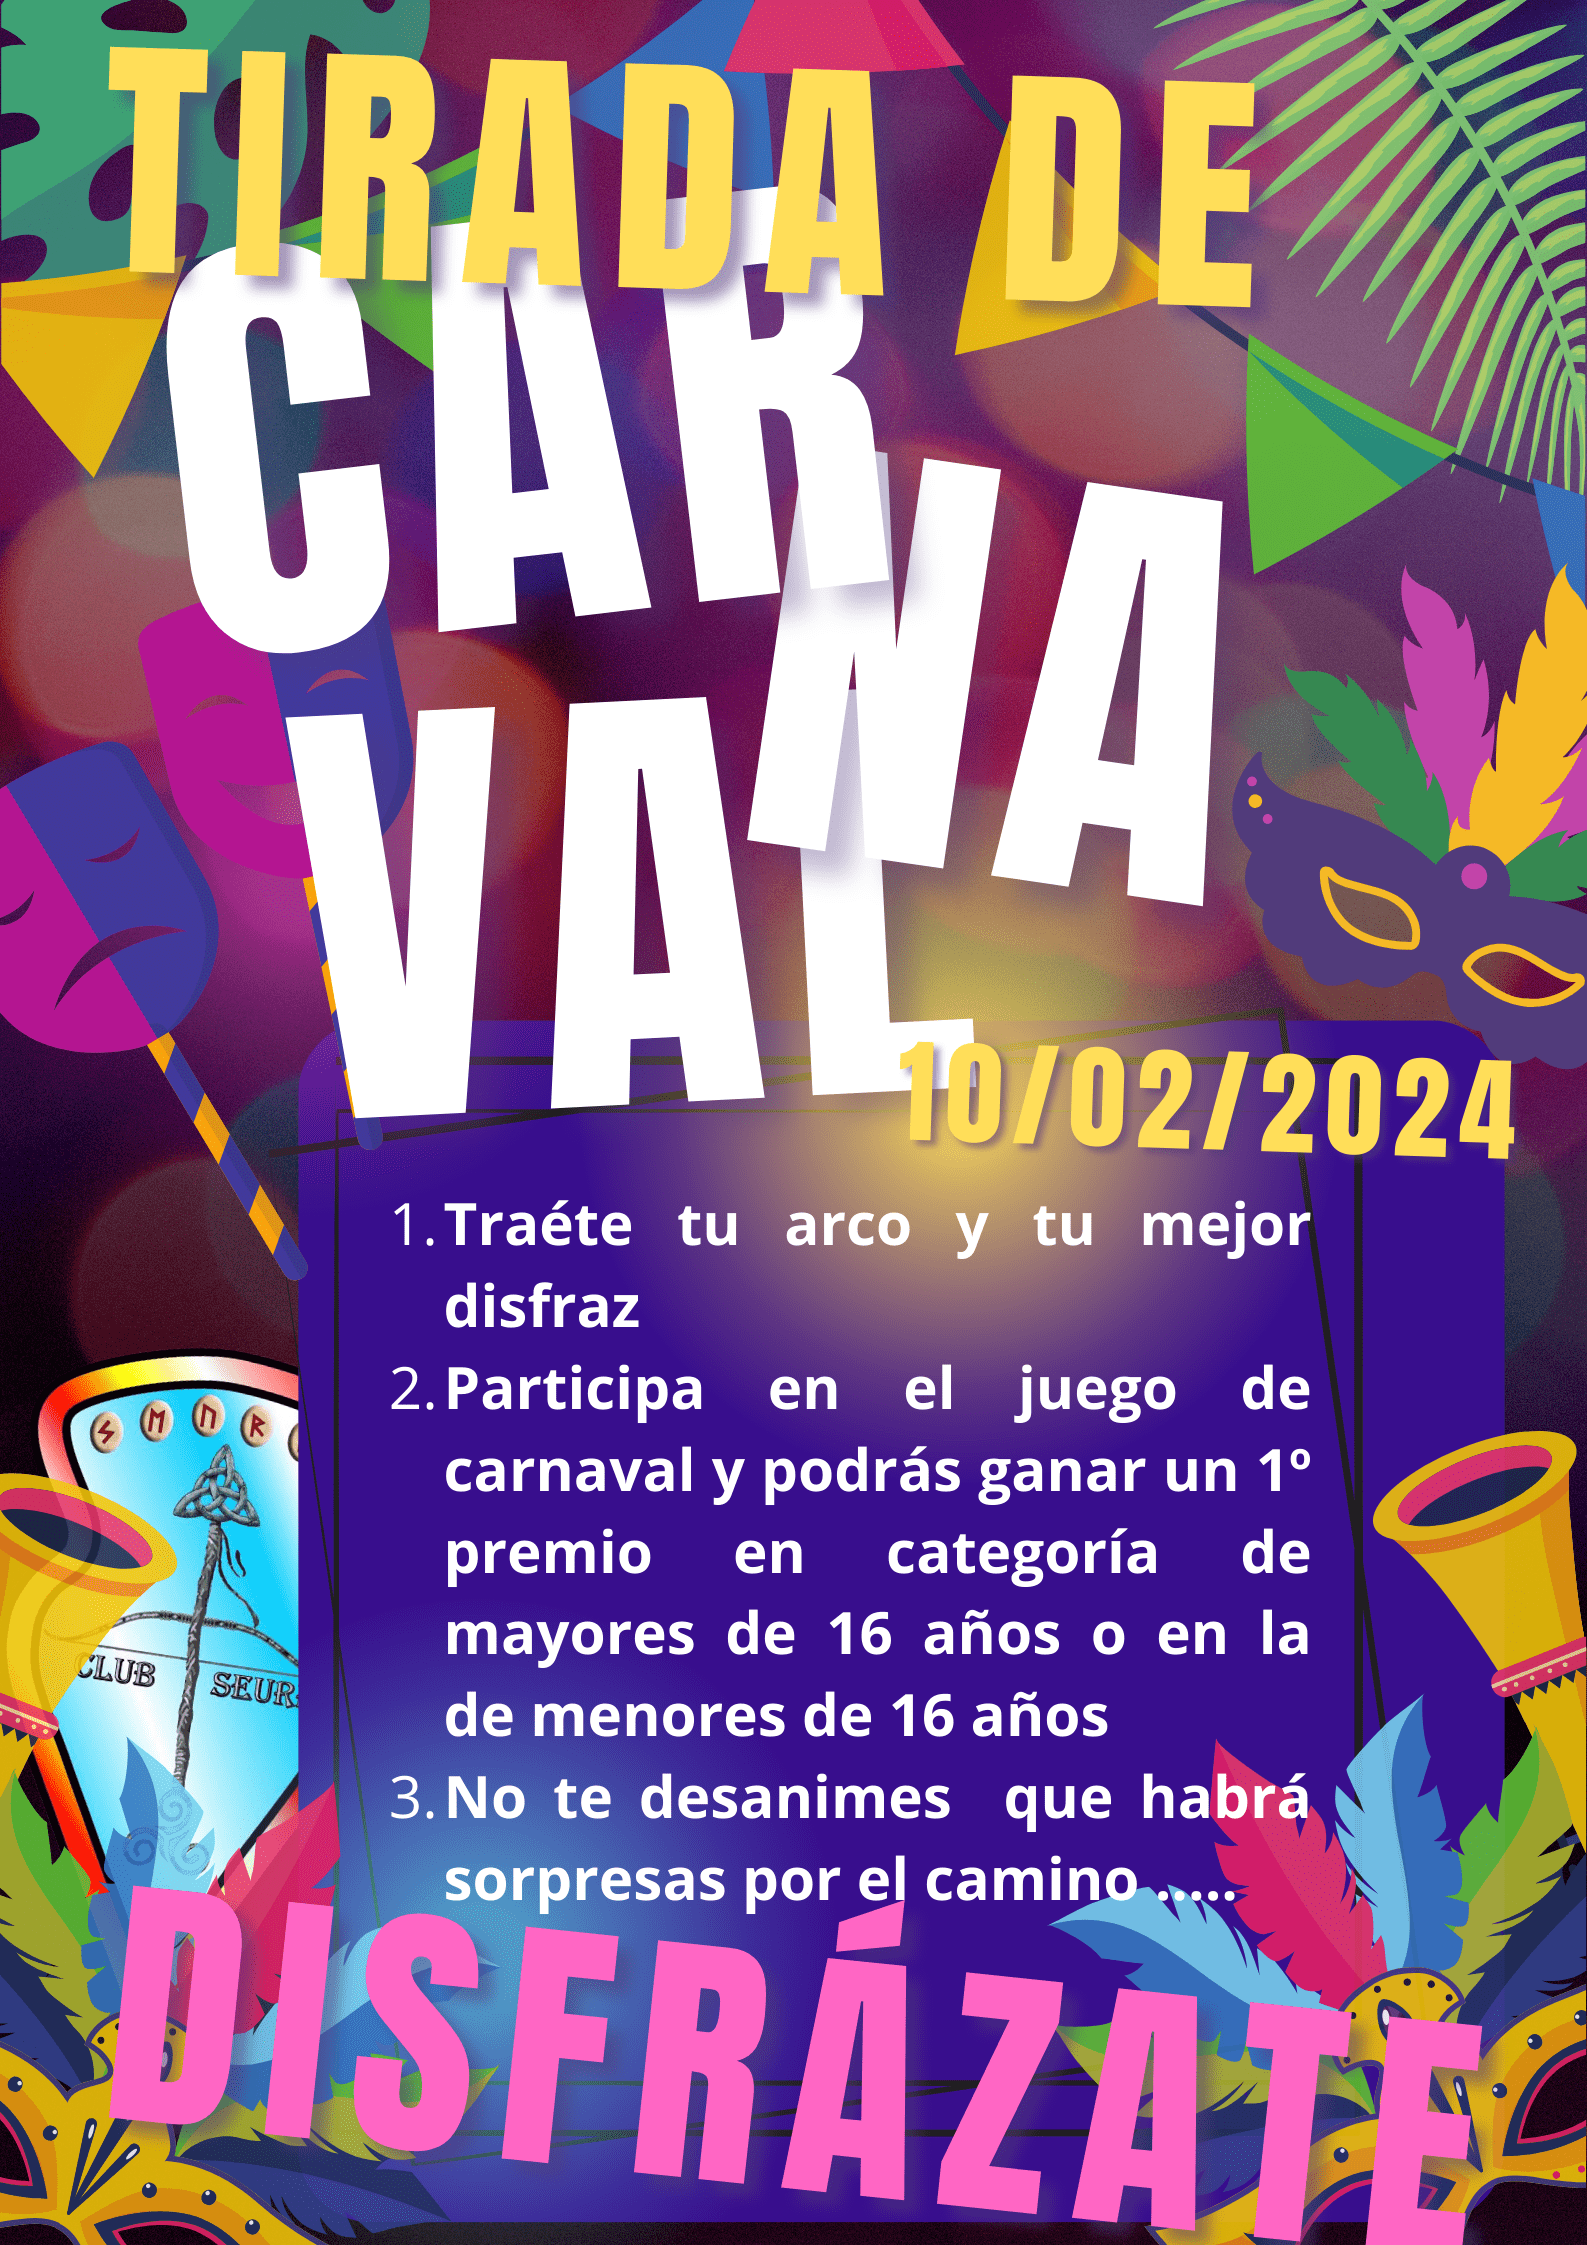 TIRADA DE
CAR
NA
VAL
10/02/2024
1. Traéte tu arco y tu mejor
disfraz
2. Participa en el juego de
carnaval y podrás ganar un 1º
premio en categoría de
mayores de 16 años o en la
de menores de 16 años
3. No te desanimes que habrá
sorpresas por el camino .....
S E U R
CLUB SEUR
DISFRÁZATE